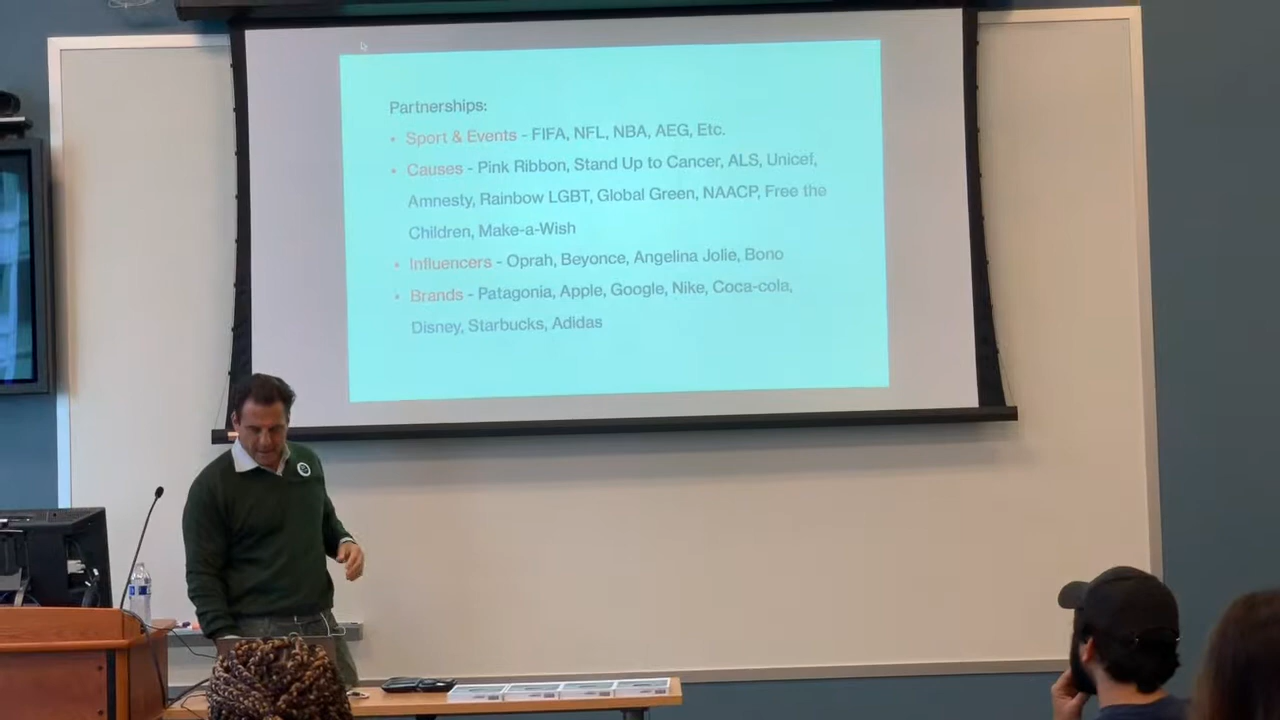 Partnerships:
• Sport & Events - FIFA, NFL, NBA, AEG, Etc.
• Causes - Pink Ribbon, Stand Up to Cancer, ALS, Unicef,
Amnesty, Rainbow LGBT, Global Green, NAACP, Free the
Children, Make-a-Wish
• Influencers - Oprah, Beyonce, Angelina Jolie, Bono
• Brands - Patagonia, Apple, Google, Nike, Coca-cola,
Disney, Starbucks, Adidas